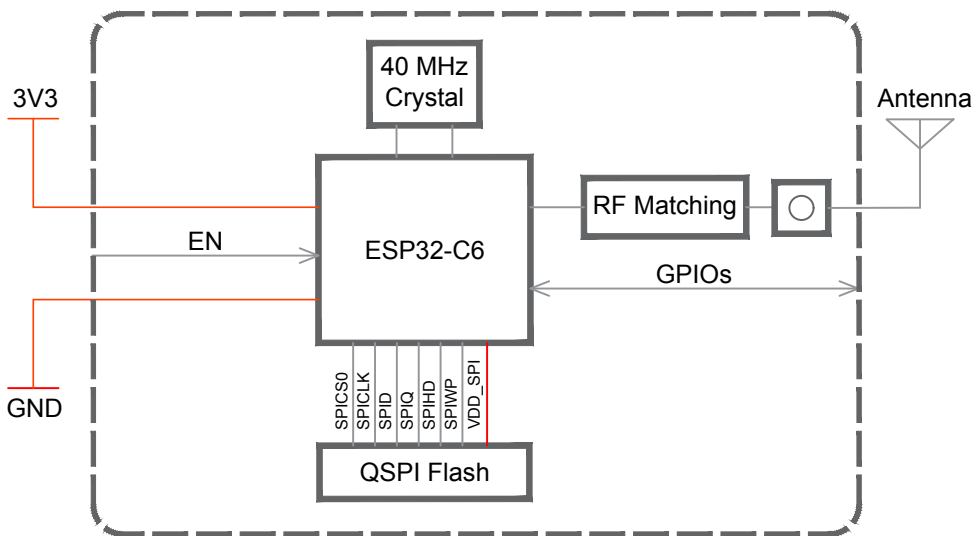 40 MHz
Crystal
3V3
Antenna
RF Matching
EN
ESP32-C6
GPIOs
SPICS0
SPICLK
SPID
SPIQ
SPIHD
SPIWP
VDD_SPI
GND
QSPI Flash